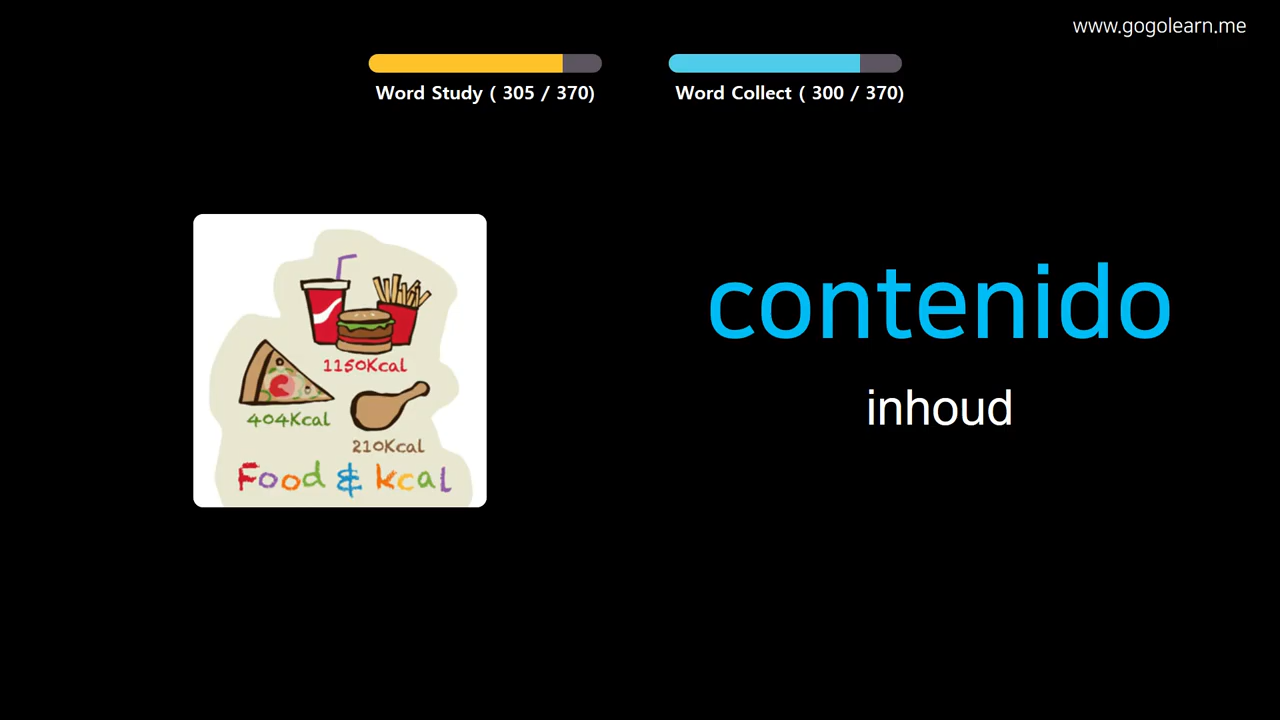 www.gogolearn.me
Word Study ( 305 / 370)
Word Collect ( 300 / 370)
1150Kcal
404Kcal
210Kcal
Food & kcal
contenido
inhoud